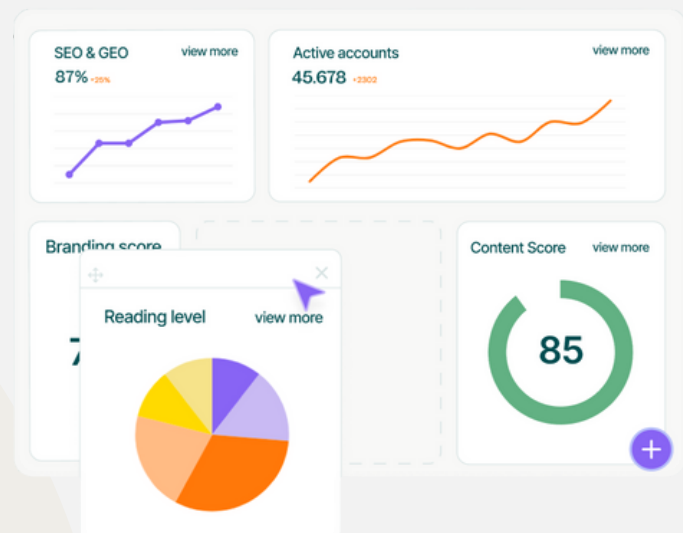 SEO & GEO view more
87% +25%
Active accounts view more
45.678 +2302
Branding score
7
Content Score view more
85
Reading level view more